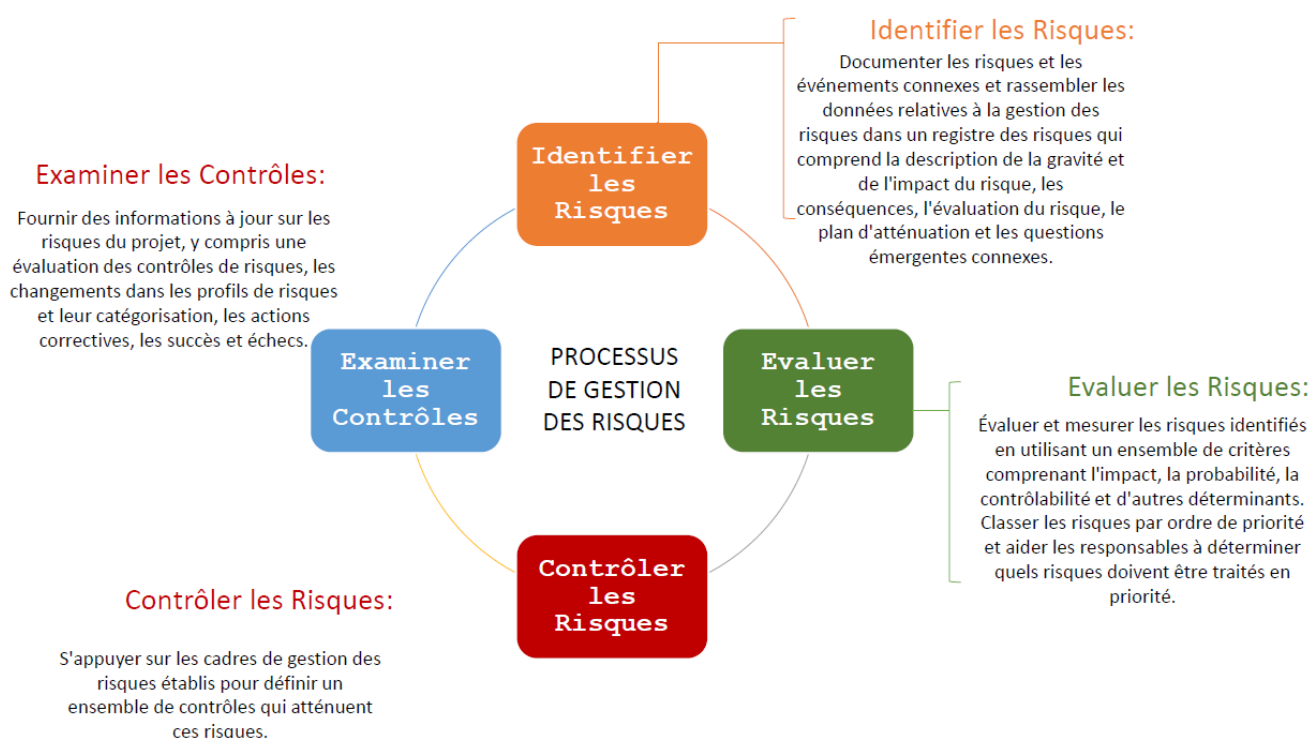 Identifier les Risques:
Documenter les risques et les
événements connexes et rassembler les
données relatives à la gestion des
risques dans un registre des risques qui
comprend la description de la gravité et
de l'impact du risque, les
conséquences, l'évaluation du risque, le
plan d'atténuation et les questions
émergentes connexes.
Identifier
les
Risques
Examiner les Contrôles:
Fournir des informations à jour sur les
risques du projet, y compris une
évaluation des contrôles de risques, les
changements dans les profils de risques
et leur catégorisation, les actions
correctives, les succès et échecs.
Examiner
les
Contrôles
PROCESSUS
DE GESTION
DES RISQUES
Evaluer
les
Risques
Evaluer les Risques:
Évaluer et mesurer les risques identifiés
en utilisant un ensemble de critères
comprenant l'impact, la probabilité, la
contrôlabilité et d'autres déterminants.
Classer les risques par ordre de priorité
et aider les responsables à déterminer
quels risques doivent être traités en
priorité.
Contrôler
les
Risques
Contrôler les Risques:
S'appuyer sur les cadres de gestion des
risques établis pour définir un
ensemble de contrôles qui atténuent
ces risques.